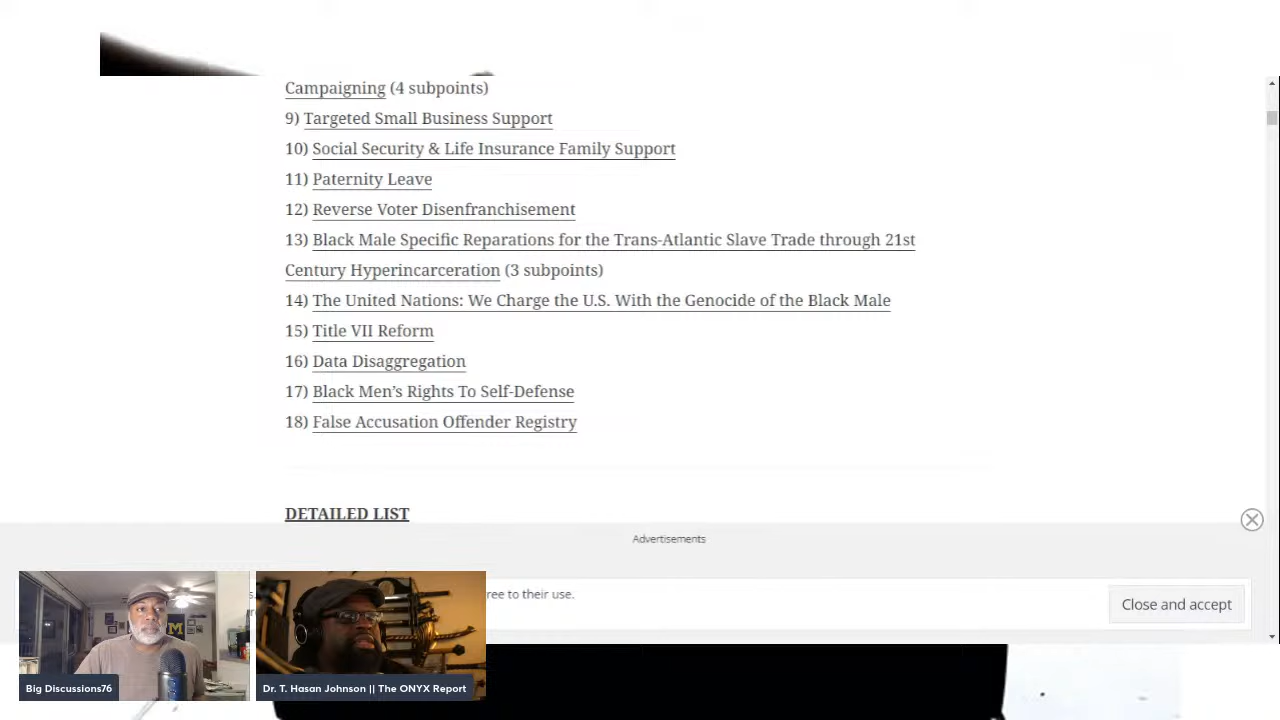 Campaigning (4 subpoints)
9) Targeted Small Business Support
10) Social Security & Life Insurance Family Support
11) Paternity Leave
12) Reverse Voter Disenfranchisement
13) Black Male Specific Reparations for the Trans-Atlantic Slave Trade through 21st
Century Hyperincarceration (3 subpoints)
14) The United Nations: We Charge the U.S. With the Genocide of the Black Male
15) Title VII Reform
16) Data Disaggregation
17) Black Men's Rights To Self-Defense
18) False Accusation Offender Registry
DETAILED LIST
Advertisements
to their use.
Close and accept
M
Big Discussions76
Dr. T. Hasan Johnson || The ONYX Report